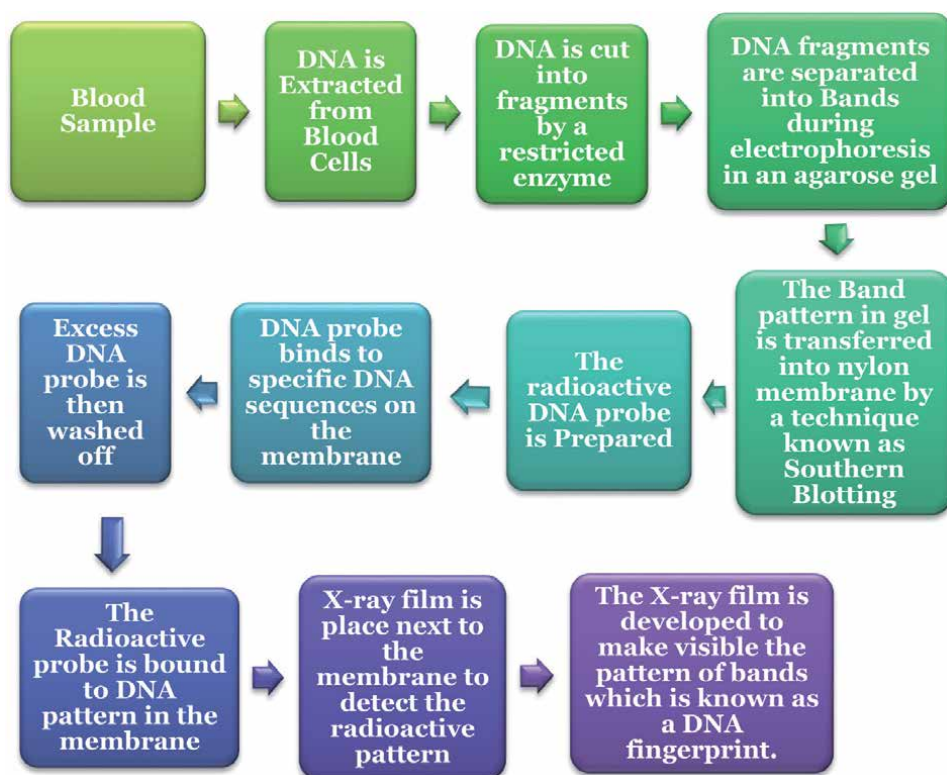 Blood
Sample
DNA is
Extracted
from
Blood
Cells
DNA is cut
into
fragments
by a
restricted
enzyme
DNA fragments
are separated
into Bands
during
electrophoresis
in an agarose gel
The Band
pattern in gel
is transferred
into nylon
membrane by
a technique
known as
Southern
Blotting
The
radioactive
DNA probe
is Prepared
DNA probe
binds to
specific DNA
sequences on
the
membrane
Excess
DNA
probe is
then
washed
off
The
Radioactive
probe is bound
to DNA
pattern in the
membrane
X-ray film is
place next to
the
membrane to
detect the
radioactive
pattern
The X-ray film is
developed to
make visible the
pattern of bands
which is known as
a DNA
fingerprint.